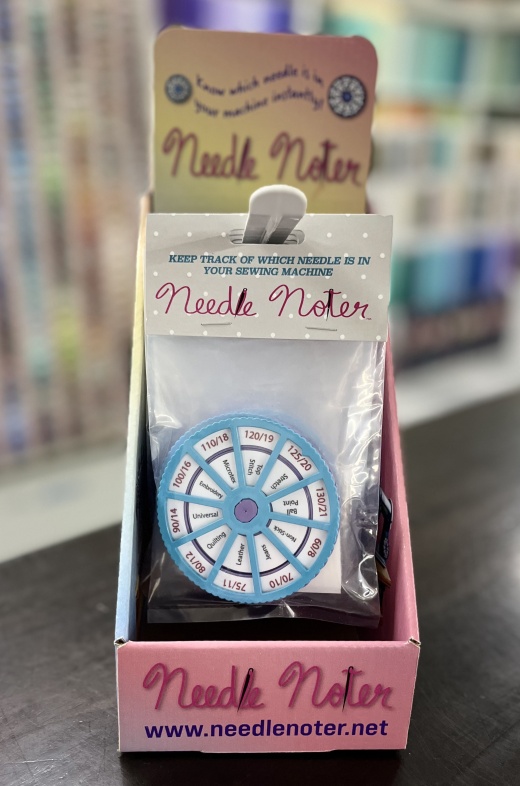 Know which needle is in
your machine instantly!
Needle Noter
KEEP TRACK OF WHICH NEEDLE IS IN
YOUR SEWING MACHINE
Needle Noter
120/19
125/20
130/21
60/8
70/10
75/11
80/12
90/14
100/16
110/18
Top
Stitch
Stretch
Ball
Point
Non-Stick
Jeans
Leather
Quilting
Universal
Embroidery
Microtex
Needle Noter
www.needlenoter.net